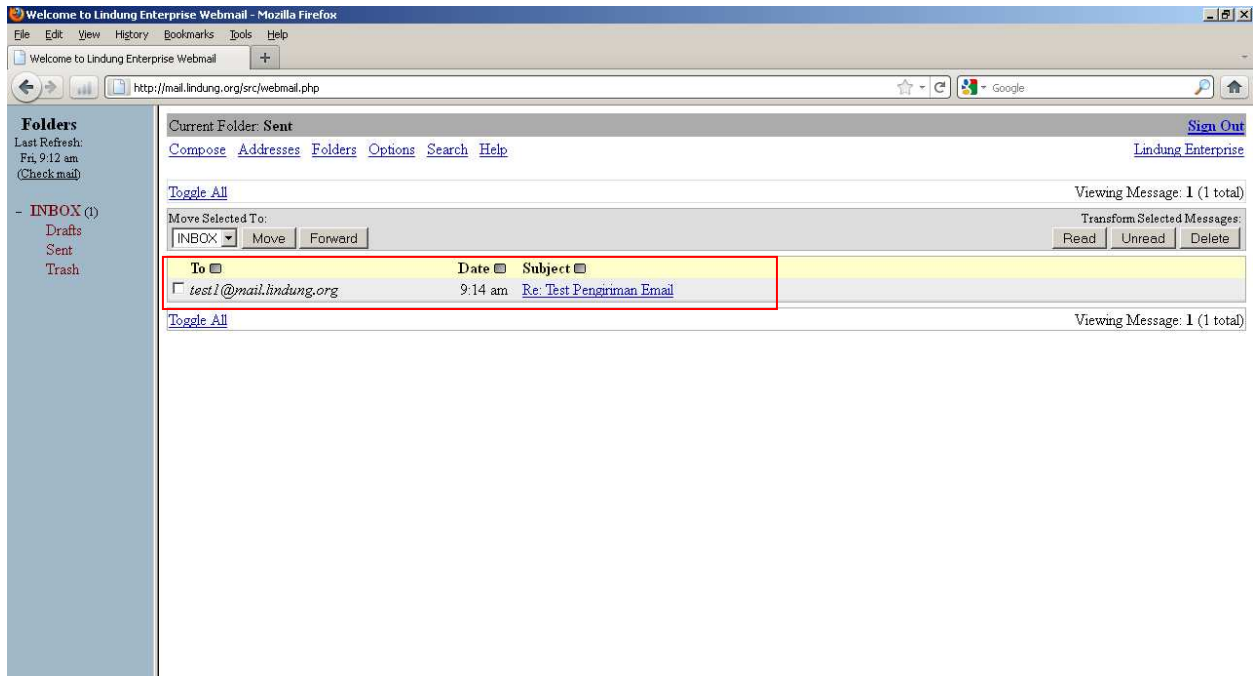 Welcome to Lindung Enterprise Webmail - Mozilla Firefox
File Edit View History Bookmarks Tools Help
Welcome to Lindung Enterprise Webmail +
http://mail.lindung.org/src/webmail.php Google
Folders
Last Refresh:
Fri, 9:12 am
(Check mail)
- INBOX (1)
Drafts
Sent
Trash
Current Folder: Sent Sign Out
Compose Addresses Folders Options Search Help Lindung Enterprise
Toggle All Viewing Message: 1 (1 total)
Move Selected To: Transform Selected Messages:
INBOX Move Forward Read Unread Delete
To Date Subject
test1@mail.lindung.org 9:14 am Re: Test Pengiriman Email
Toggle All Viewing Message: 1 (1 total)